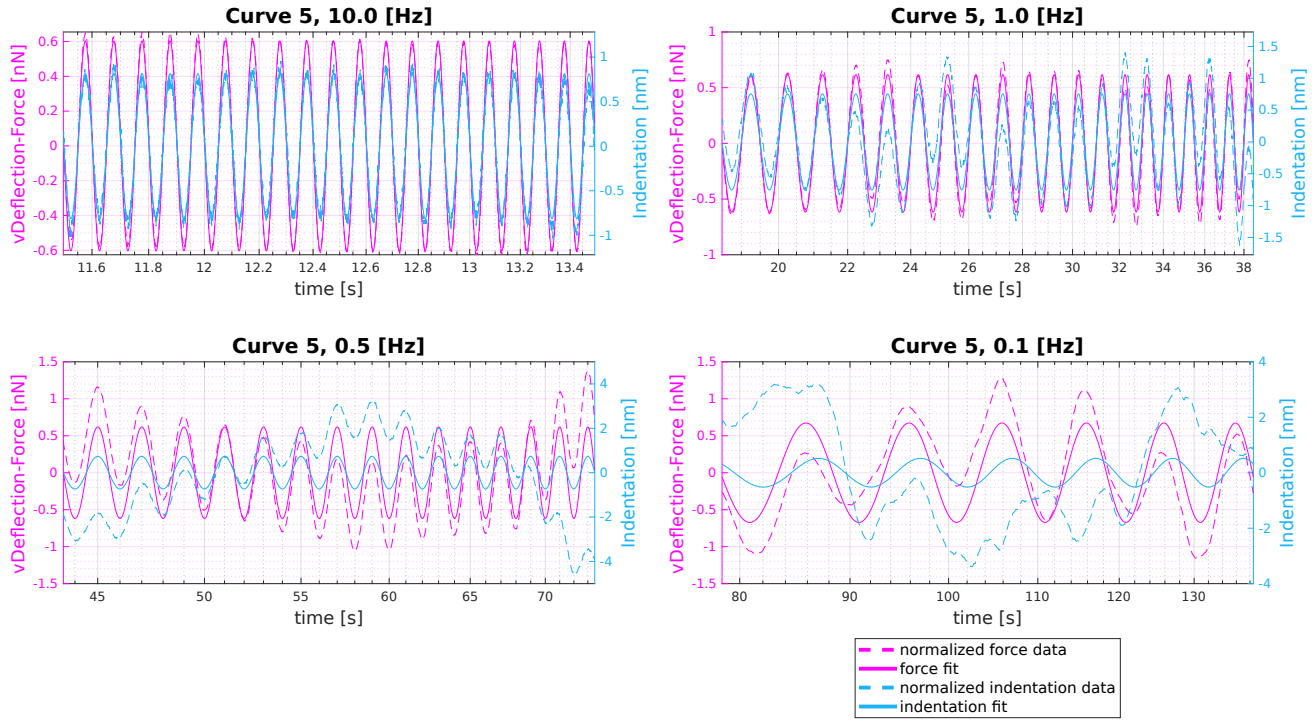 Curve 5, 10.0 [Hz]
vDeflection-Force [nN]
0.6
0.4
0.2
0
-0.2
-0.4
-0.6
1
0.5
0
-0.5
-1
Indentation [nm]
11.6 11.8 12 12.2 12.4 12.6 12.8 13 13.2 13.4
time [s]
Curve 5, 1.0 [Hz]
vDeflection-Force [nN]
1
0.5
0
-0.5
-1
1.5
1
0.5
0
-0.5
-1
-1.5
Indentation [nm]
20 22 24 26 28 30 32 34 36 38
time [s]
Curve 5, 0.5 [Hz]
vDeflection-Force [nN]
1.5
1
0.5
0
-0.5
-1
-1.5
4
2
0
-2
-4
Indentation [nm]
45 50 55 60 65 70
time [s]
Curve 5, 0.1 [Hz]
vDeflection-Force [nN]
1.5
1
0.5
0
-0.5
-1
-1.5
4
2
0
-2
-4
Indentation [nm]
80 90 100 110 120 130
time [s]
normalized force data
force fit
normalized indentation data
indentation fit